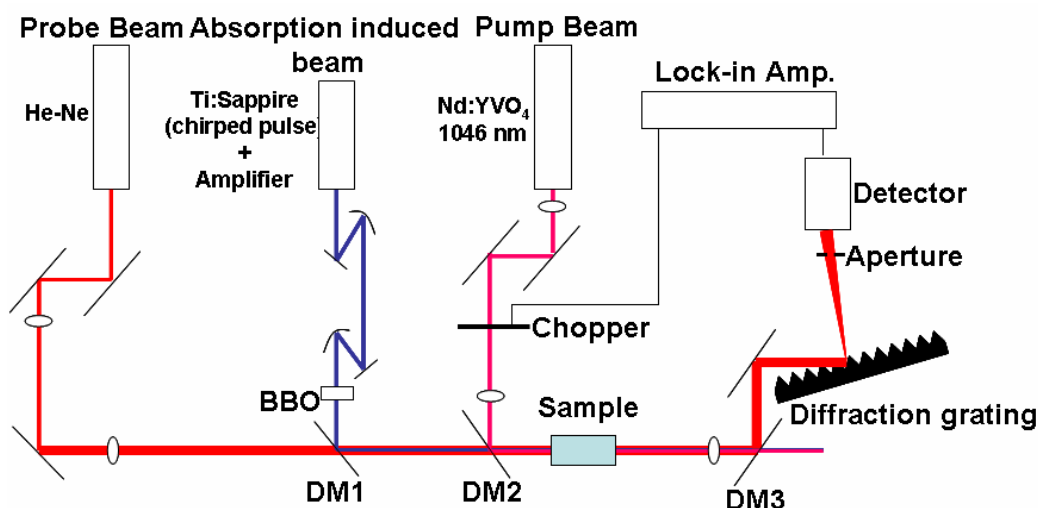 Probe Beam
Absorption induced
beam
Pump Beam
Lock-in Amp.
He-Ne
Ti:Sappire
(chirped pulse)
+
Amplifier
Nd:YVO₄
1046 nm
Detector
Aperture
Chopper
BBO
Sample
Diffraction grating
DM1
DM2
DM3